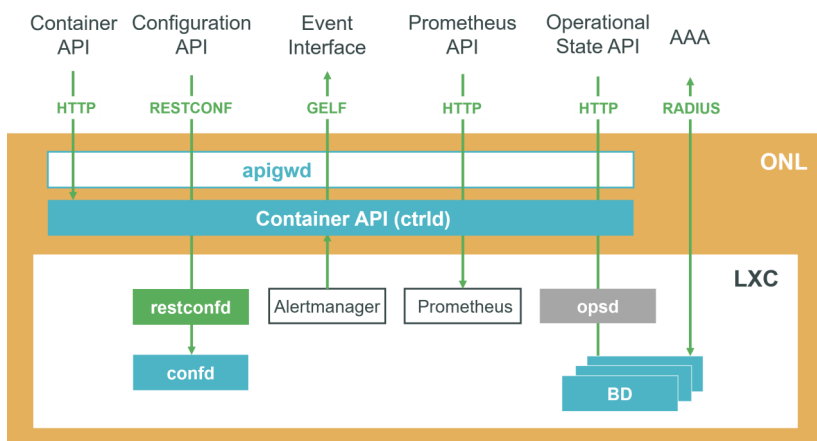 Container
API
Configuration
API
Event
Interface
Prometheus
API
Operational
State API
AAA
HTTP
RESTCONF
GELF
HTTP
HTTP
RADIUS
apigwd
ONL
Container API (ctrld)
LXC
restconfd
Alertmanager
Prometheus
opsd
confd
BD